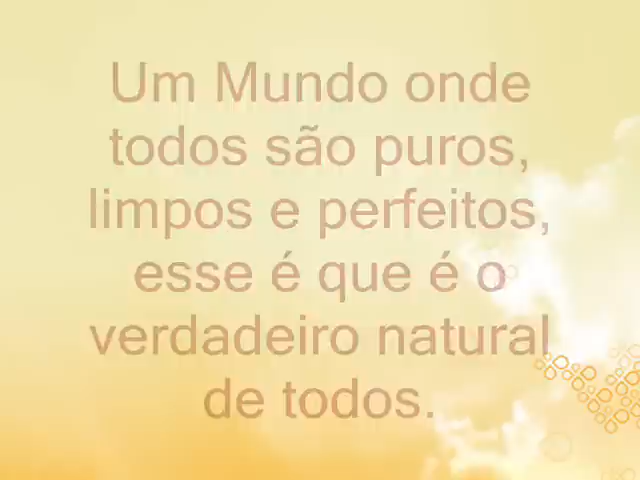 Um Mundo onde
todos são puros,
limpos e perfeitos,
esse é que é o
verdadeiro natural
de todos.